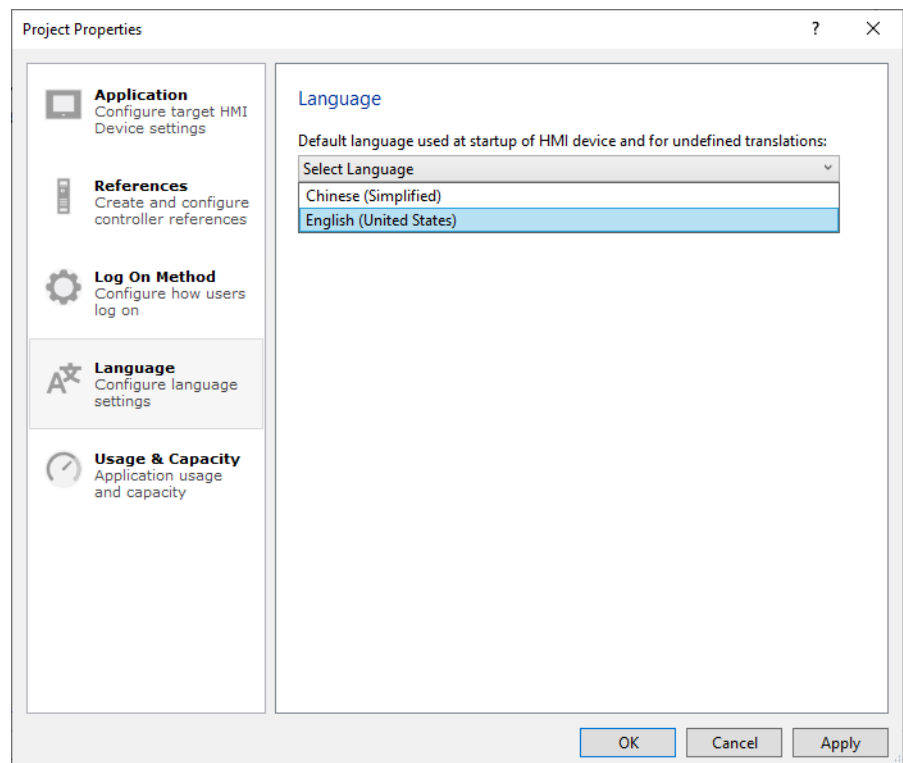 Project Properties
?
Application
Configure target HMI
Device settings
References
Create and configure
controller references
Log On Method
Configure how users
log on
Language
Configure language
settings
Usage & Capacity
Application usage
and capacity
Language
Default language used at startup of HMI device and for undefined translations:
Select Language
Chinese (Simplified)
English (United States)
OK
Cancel
Apply